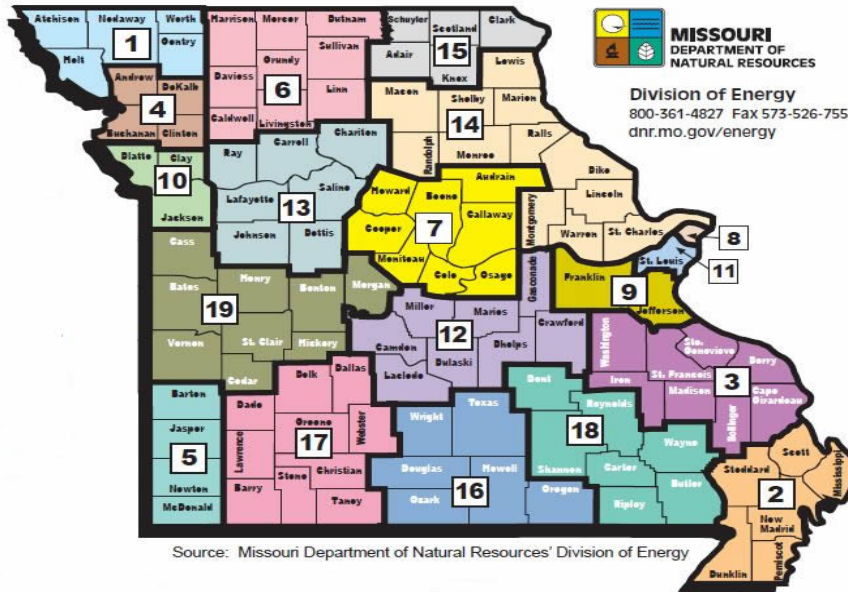 MISSOURI
DEPARTMENT OF
NATURAL RESOURCES
Division of Energy
800-361-4827 Fax 573-526-755
dnr.mo.gov/energy
Atchison
Nodaway
Worth
Gentry
Holt
1
Andrew
DeKalb
Buchanan
Clinton
4
Harrison
Mercer
Putnam
Sullivan
Grundy
Daviess
Linn
Caldwell
Livingston
6
Schuyler
Scotland
Clark
Adair
Knox
15
Lewis
Macon
Shelby
Marion
Randolph
Monroe
Ralls
Pike
Lincoln
Montgomery
Warren
St. Charles
14
8
St. Louis
11
Platte
Clay
Jackson
10
Ray
Carroll
Chariton
Lafayette
Saline
Johnson
Pettis
13
Howard
Boone
Audrain
Callaway
Cooper
Moniteau
Cole
Osage
7
Franklin
Jefferson
9
Cass
Bates
Henry
Benton
Morgan
Vernon
St. Clair
Hickory
Cedar
19
Gasconade
Miller
Maries
Camden
Pulaski
Phelps
Crawford
Laclede
12
Washington
Ste.
Genevieve
St. Francois
Perry
Iron
Madison
Bollinger
Cape
Girardeau
3
Barton
Jasper
Newton
McDonald
5
Dade
Polk
Dallas
Greene
Webster
Lawrence
Christian
Stone
Barry
Taney
17
Wright
Texas
Douglas
Howell
Ozark
Oregon
16
Dent
Reynolds
Shannon
Carter
Wayne
Butler
Ripley
18
Stoddard
Scott
Mississippi
New
Madrid
Dunklin
Pemiscot
2
Source: Missouri Department of Natural Resources' Division of Energy